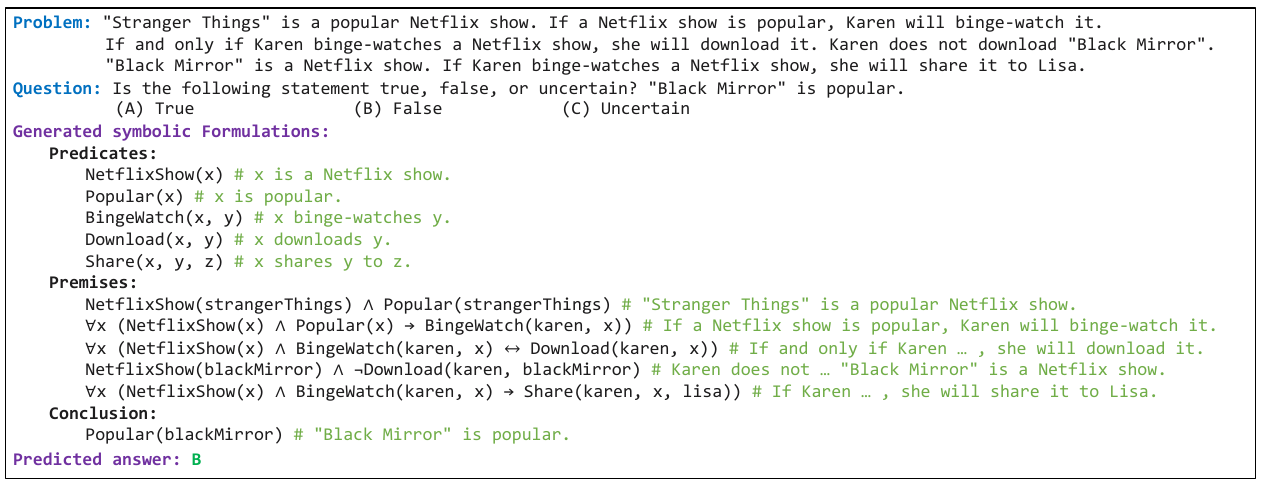 Problem: "Stranger Things" is a popular Netflix show. If a Netflix show is popular, Karen will binge-watch it.
If and only if Karen binge-watches a Netflix show, she will download it. Karen does not download "Black Mirror".
"Black Mirror" is a Netflix show. If Karen binge-watches a Netflix show, she will share it to Lisa.
Question: Is the following statement true, false, or uncertain? "Black Mirror" is popular.
(A) True (B) False (C) Uncertain
Generated symbolic Formulations:
Predicates:
NetflixShow(x) # x is a Netflix show.
Popular(x) # x is popular.
BingeWatch(x, y) # x binge-watches y.
Download(x, y) # x downloads y.
Share(x, y, z) # x shares y to z.
Premises:
NetflixShow(strangerThings) ∧ Popular(strangerThings) # "Stranger Things" is a popular Netflix show.
∀x (NetflixShow(x) ∧ Popular(x) → BingeWatch(karen, x)) # If a Netflix show is popular, Karen will binge-watch it.
∀x (NetflixShow(x) ∧ BingeWatch(karen, x) ↔ Download(karen, x)) # If and only if Karen … , she will download it.
NetflixShow(blackMirror) ∧ ¬Download(karen, blackMirror) # Karen does not … "Black Mirror" is a Netflix show.
∀x (NetflixShow(x) ∧ BingeWatch(karen, x) → Share(karen, x, lisa)) # If Karen … , she will share it to Lisa.
Conclusion:
Popular(blackMirror) # "Black Mirror" is popular.
Predicted answer: B